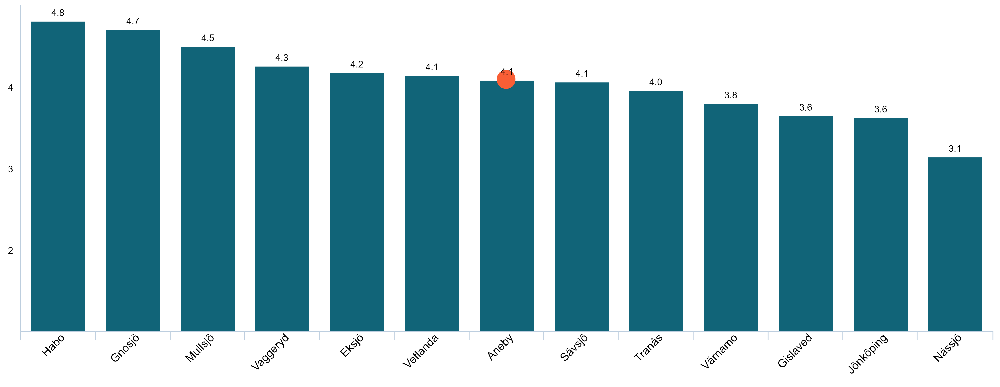 4.8
4.7
4.5
4.3
4.2
4.1
4.1
4.1
4.0
3.8
3.6
3.6
3.1
4
3
2
Habo
Gnosjö
Mullsjö
Vaggeryd
Eksjö
Vetlanda
Aneby
Sävsjö
Tranås
Värnamo
Gislaved
Jönköping
Nässjö